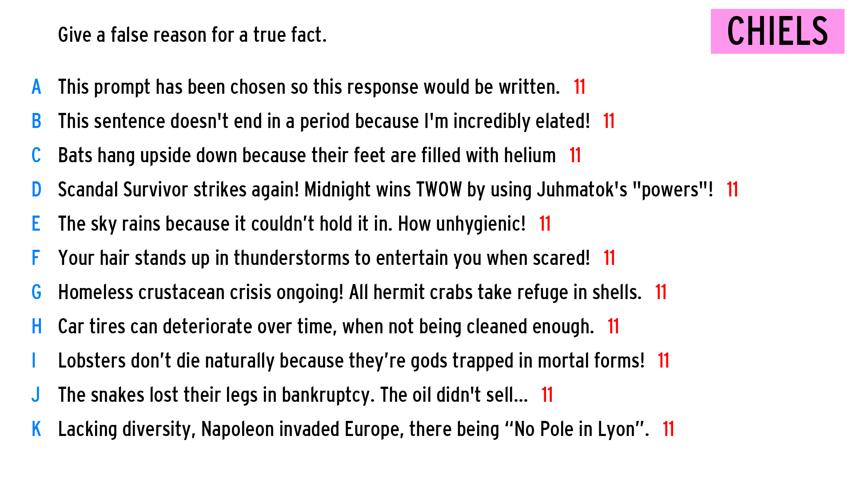 Give a false reason for a true fact.
CHIELS
A This prompt has been chosen so this response would be written. 11
B This sentence doesn't end in a period because I'm incredibly elated! 11
C Bats hang upside down because their feet are filled with helium 11
D Scandal Survivor strikes again! Midnight wins TWOW by using Juhmatok's "powers"! 11
E The sky rains because it couldn’t hold it in. How unhygienic! 11
F Your hair stands up in thunderstorms to entertain you when scared! 11
G Homeless crustacean crisis ongoing! All hermit crabs take refuge in shells. 11
H Car tires can deteriorate over time, when not being cleaned enough. 11
I Lobsters don’t die naturally because they’re gods trapped in mortal forms! 11
J The snakes lost their legs in bankruptcy. The oil didn't sell... 11
K Lacking diversity, Napoleon invaded Europe, there being “No Pole in Lyon”. 11